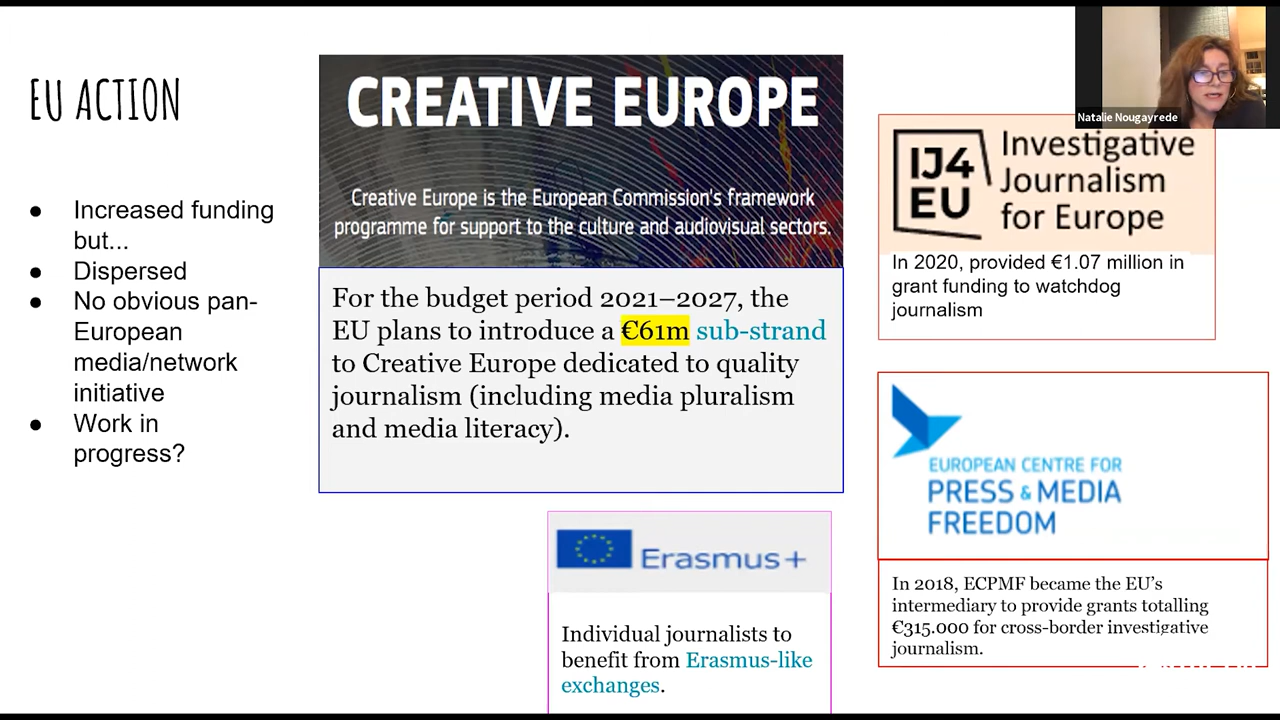 EU ACTION
● Increased funding
but...
● Dispersed
● No obvious pan-
European
media/network
initiative
● Work in
progress?
CREATIVE EUROPE
Creative Europe is the European Commission's framework
programme for support to the culture and audiovisual sectors.
For the budget period 2021–2027, the
EU plans to introduce a €61m sub-strand
to Creative Europe dedicated to quality
journalism (including media pluralism
and media literacy).
Erasmus+
Individual journalists to
benefit from Erasmus-like
exchanges.
Natalie Nougayrede
IJ4
EU
Investigative
Journalism
for Europe
In 2020, provided €1.07 million in
grant funding to watchdog
journalism
EUROPEAN CENTRE FOR
PRESS & MEDIA
FREEDOM
In 2018, ECPMF became the EU's
intermediary to provide grants totalling
€315.000 for cross-border investigative
journalism.